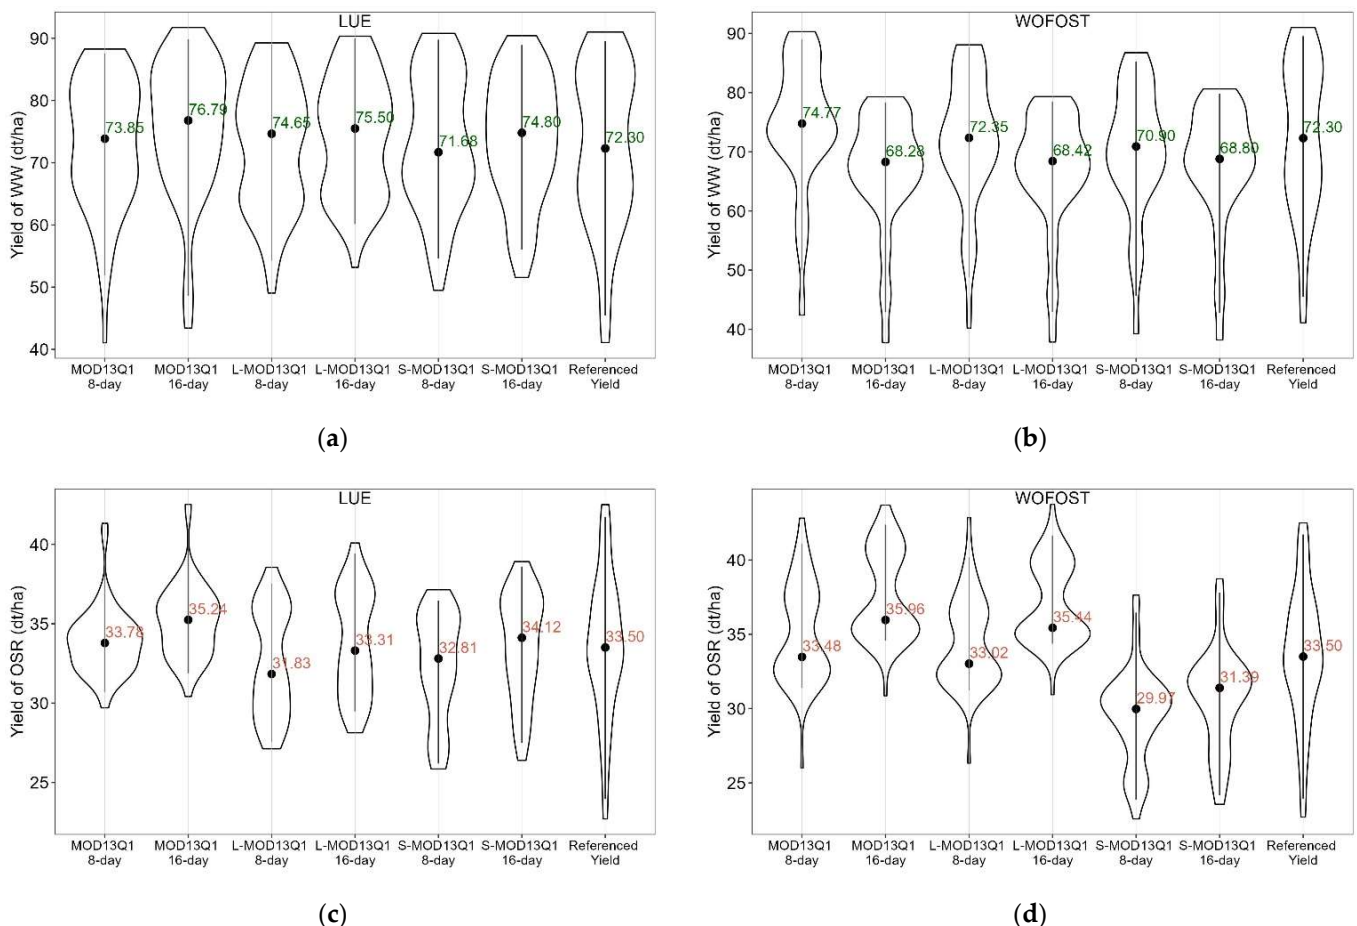 LUE
Yield of WW (dt/ha)
90
80
70
60
50
40
73.85
76.79
74.65
75.50
71.68
74.80
72.30
MOD13Q1 MOD13Q1 L-MOD13Q1 L-MOD13Q1 S-MOD13Q1 S-MOD13Q1 Referenced
8-day 16-day 8-day 16-day 8-day 16-day Yield
(a)
WOFOST
Yield of WW (dt/ha)
90
80
70
60
50
40
74.77
68.28
72.35
68.42
70.90
68.80
72.30
MOD13Q1 MOD13Q1 L-MOD13Q1 L-MOD13Q1 S-MOD13Q1 S-MOD13Q1 Referenced
8-day 16-day 8-day 16-day 8-day 16-day Yield
(b)
LUE
Yield of OSR (dt/ha)
40
35
30
25
33.78
35.24
31.83
33.31
32.81
34.12
33.50
MOD13Q1 MOD13Q1 L-MOD13Q1 L-MOD13Q1 S-MOD13Q1 S-MOD13Q1 Referenced
8-day 16-day 8-day 16-day 8-day 16-day Yield
(c)
WOFOST
Yield of OSR (dt/ha)
40
35
30
25
33.48
35.96
33.02
35.44
29.97
31.39
33.50
MOD13Q1 MOD13Q1 L-MOD13Q1 L-MOD13Q1 S-MOD13Q1 S-MOD13Q1 Referenced
8-day 16-day 8-day 16-day 8-day 16-day Yield
(d)